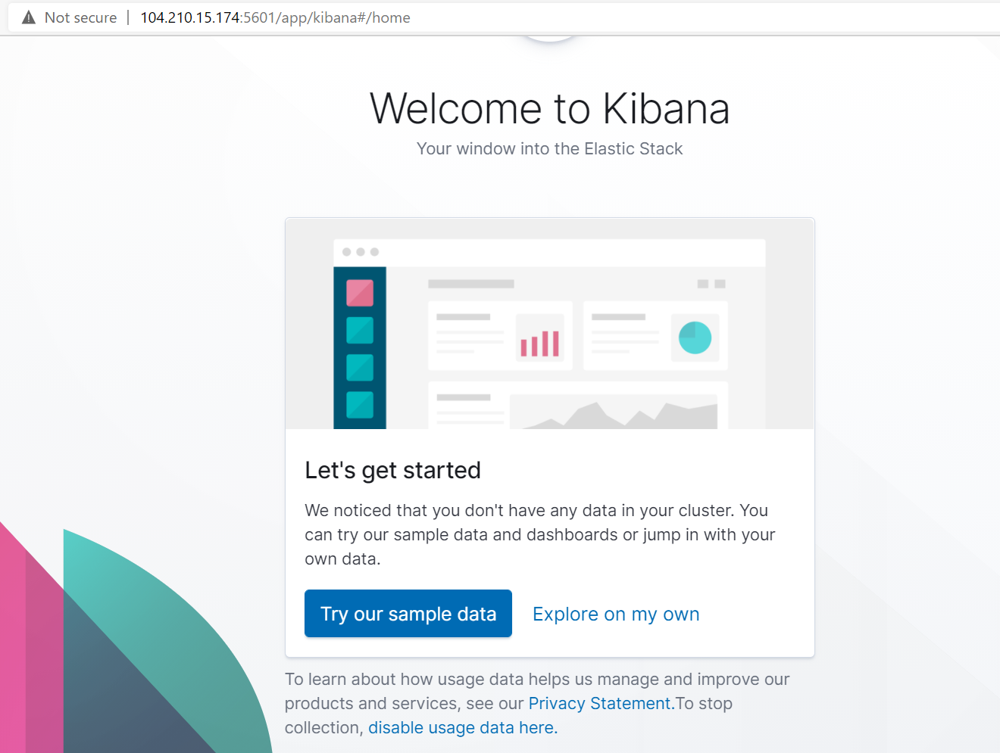 Not secure | 104.210.15.174:5601/app/kibana#/home
Welcome to Kibana
Your window into the Elastic Stack
Let's get started
We noticed that you don't have any data in your cluster. You
can try our sample data and dashboards or jump in with your
own data.
Try our sample data
Explore on my own
To learn about how usage data helps us manage and improve our
products and services, see our Privacy Statement.To stop
collection, disable usage data here.